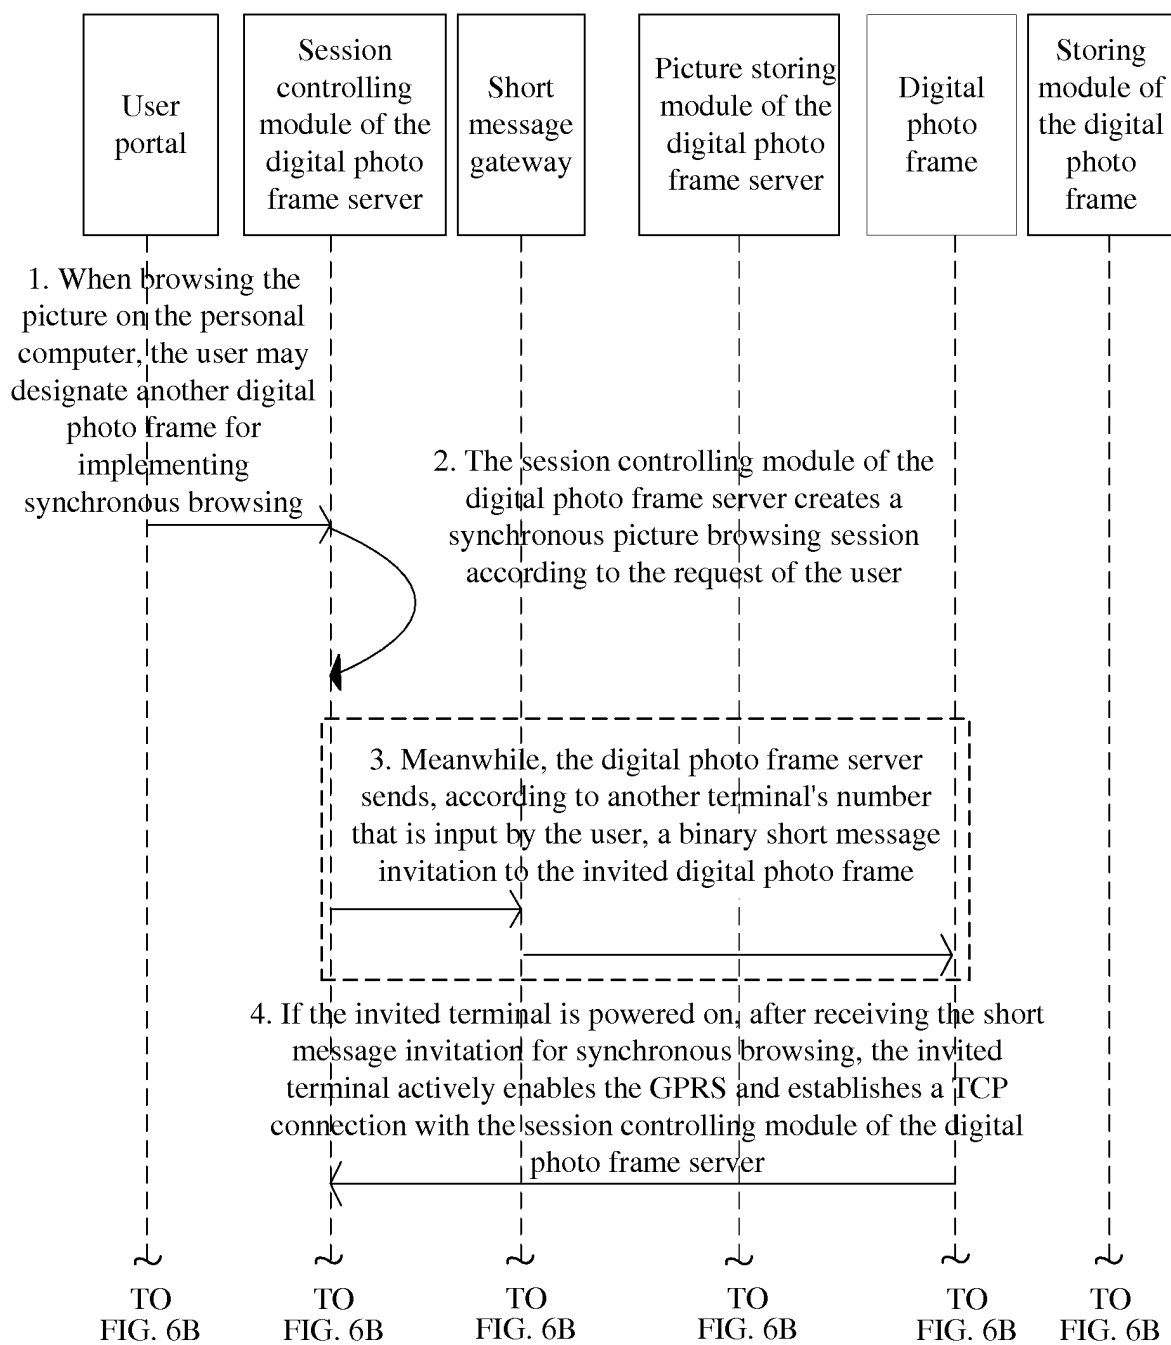 User
portal
Session
controlling
module of the
digital photo
frame server
Short
message
gateway
Picture storing
module of the
digital photo
frame server
Digital
photo
frame
Storing
module of
the digital
photo
frame
1. When browsing the
picture on the personal
computer, the user may
designate another digital
photo frame for
implementing
synchronous browsing
2. The session controlling module of the
digital photo frame server creates a
synchronous picture browsing session
according to the request of the user
3. Meanwhile, the digital photo frame server
sends, according to another terminal's number
that is input by the user, a binary short message
invitation to the invited digital photo frame
4. If the invited terminal is powered on, after receiving the short
message invitation for synchronous browsing, the invited
terminal actively enables the GPRS and establishes a TCP
connection with the session controlling module of the digital
photo frame server
TO
FIG. 6B
TO
FIG. 6B
TO
FIG. 6B
TO
FIG. 6B
TO
FIG. 6B
TO
FIG. 6B